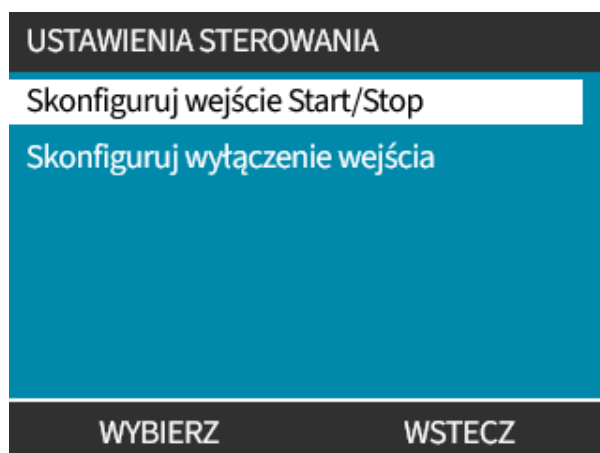 USTAWIENIA STEROWANIA
Skonfiguruj wejście Start/Stop
Skonfiguruj wyłączenie wejścia
WYBIERZ WSTECZ